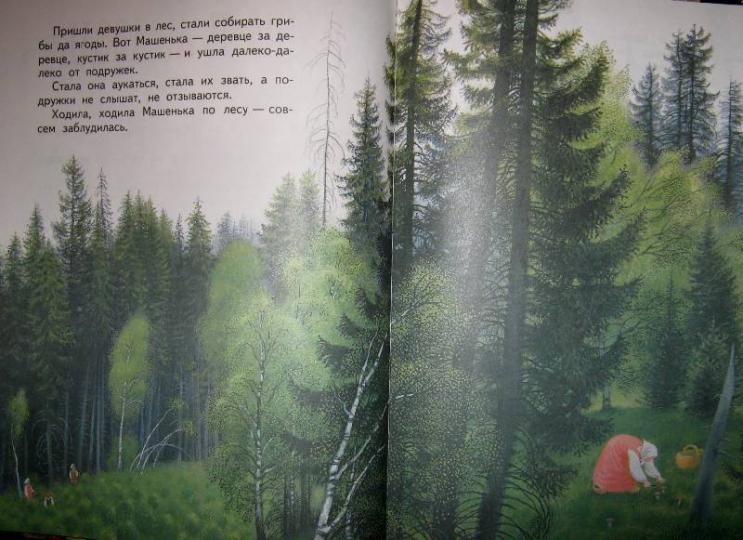 Пришли девушки в лес, стали собирать гри-
бы да ягоды. Вот Машенька — деревце за де-
ревце, кустик за кустик — и ушла далеко-да-
леко от подружек.
Стала она аукаться, стала их звать, а по-
дружки не слышат, не отзываются.
Ходила, ходила Машенька по лесу — сов-
сем заблудилась.